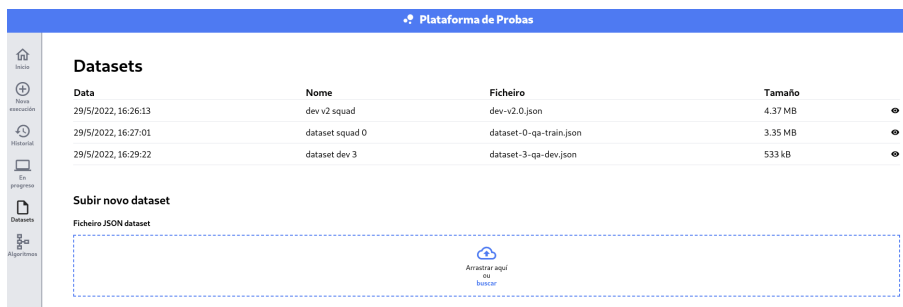 Plataforma de Probas
Inicio
Nova
execución
Historial
En
progreso
Datasets
Algoritmos
Datasets
Data Nome Ficheiro Tamaño
29/5/2022, 16:26:13 dev v2 squad dev-v2.0.json 4.37 MB
29/5/2022, 16:27:01 dataset squad 0 dataset-0-qa-train.json 3.35 MB
29/5/2022, 16:29:22 dataset dev 3 dataset-3-qa-dev.json 533 kB
Subir novo dataset
Ficheiro JSON dataset
Arrastrar aquí
ou
buscar